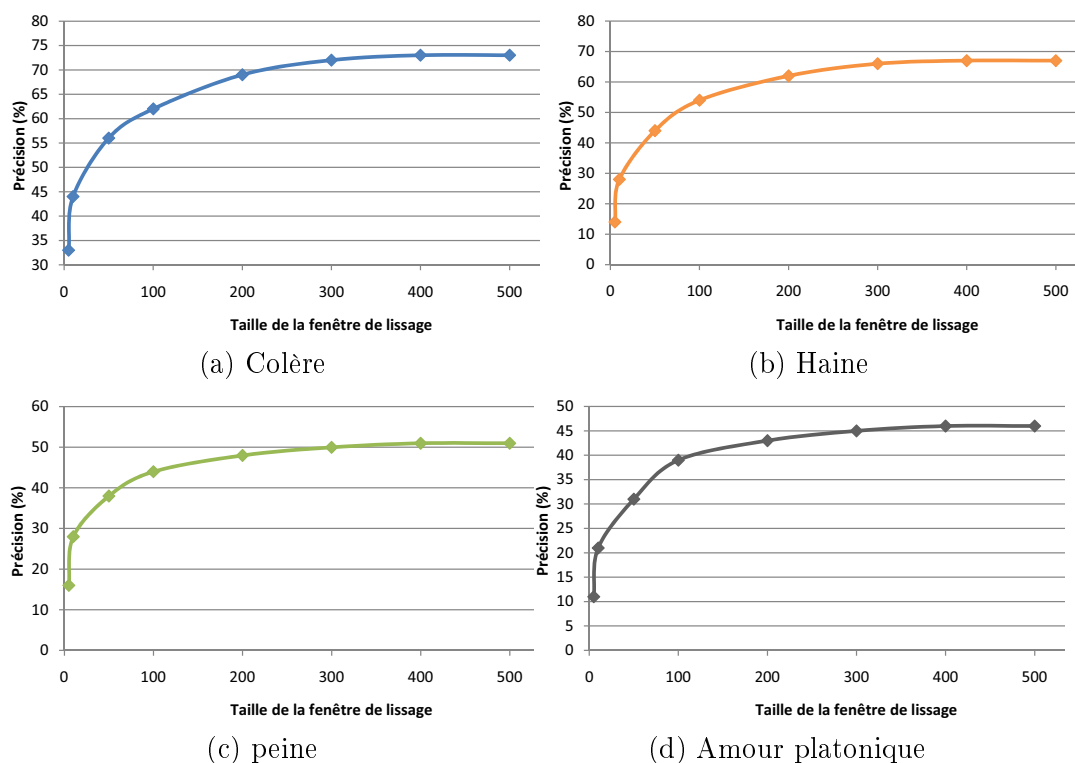 80
75
70
65
60
55
50
45
40
35
30
Précision (%)
0 100 200 300 400 500
Taille de la fenêtre de lissage
(a) Colère
80
70
60
50
40
30
20
10
0
Précision (%)
0 100 200 300 400 500
Taille de la fenêtre de lissage
(b) Haine
60
50
40
30
20
10
0
Précision (%)
0 100 200 300 400 500
Taille de la fenêtre de lissage
(c) peine
50
45
40
35
30
25
20
15
10
5
0
Précision (%)
0 100 200 300 400 500
Taille de la fenêtre de lissage
(d) Amour platonique